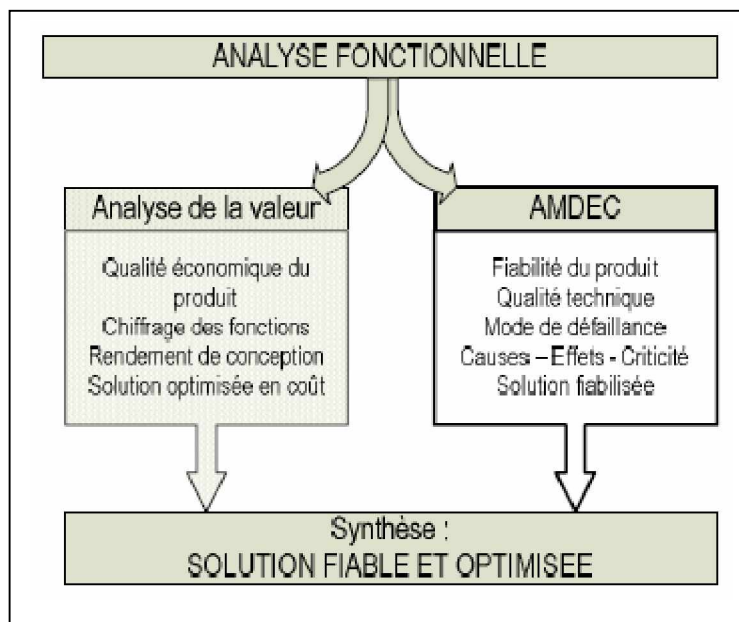 ANALYSE FONCTIONNELLE
Analyse de la valeur
Qualité économique du
produit
Chiffrage des fonctions
Rendement de conception
Solution optimisée en coût
AMDEC
Fiabilité du produit
Qualité technique
Mode de défaillance
Causes – Effets - Criticité
Solution fiabilisée
Synthèse :
SOLUTION FIABLE ET OPTIMISEE